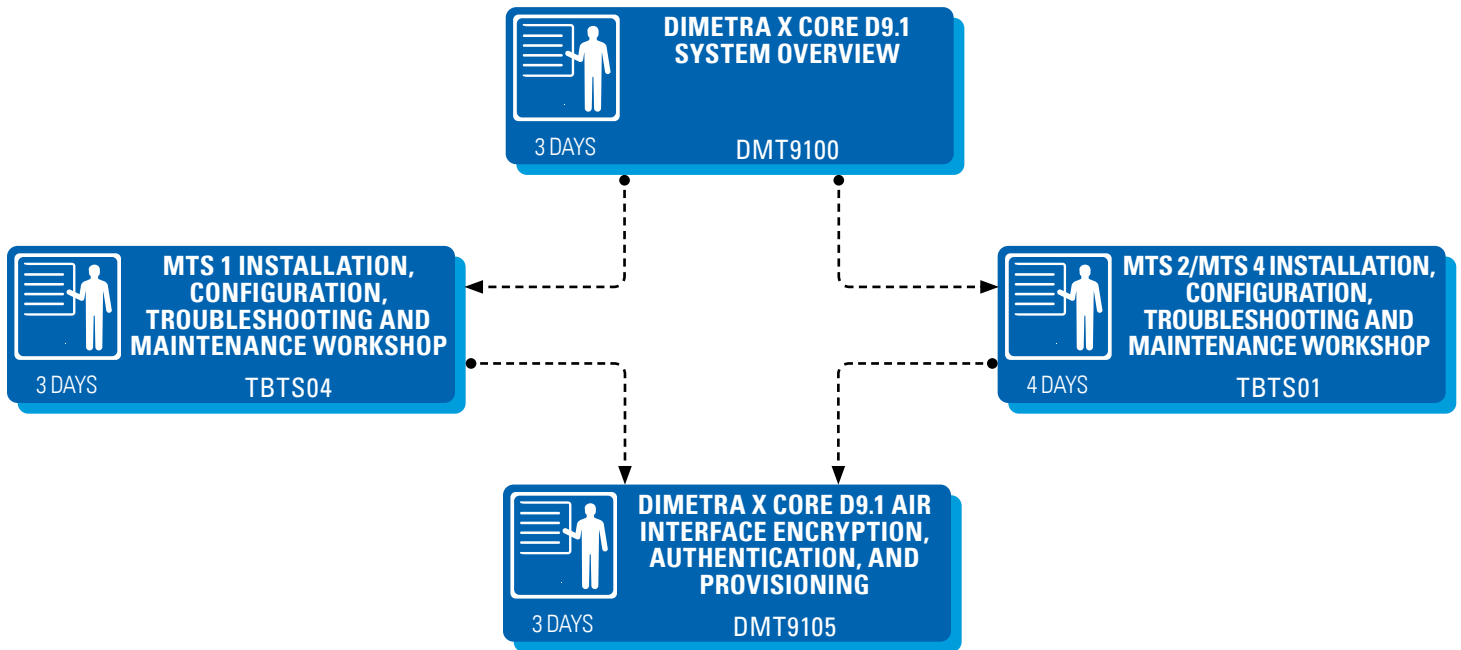 DIMETRA X CORE D9.1
SYSTEM OVERVIEW
3 DAYS
DMT9100
MTS 1 INSTALLATION,
CONFIGURATION,
TROUBLESHOOTING AND
MAINTENANCE WORKSHOP
3 DAYS
TBTS04
MTS 2/MTS 4 INSTALLATION,
CONFIGURATION,
TROUBLESHOOTING AND
MAINTENANCE WORKSHOP
4 DAYS
TBTS01
DIMETRA X CORE D9.1 AIR
INTERFACE ENCRYPTION,
AUTHENTICATION, AND
PROVISIONING
3 DAYS
DMT9105